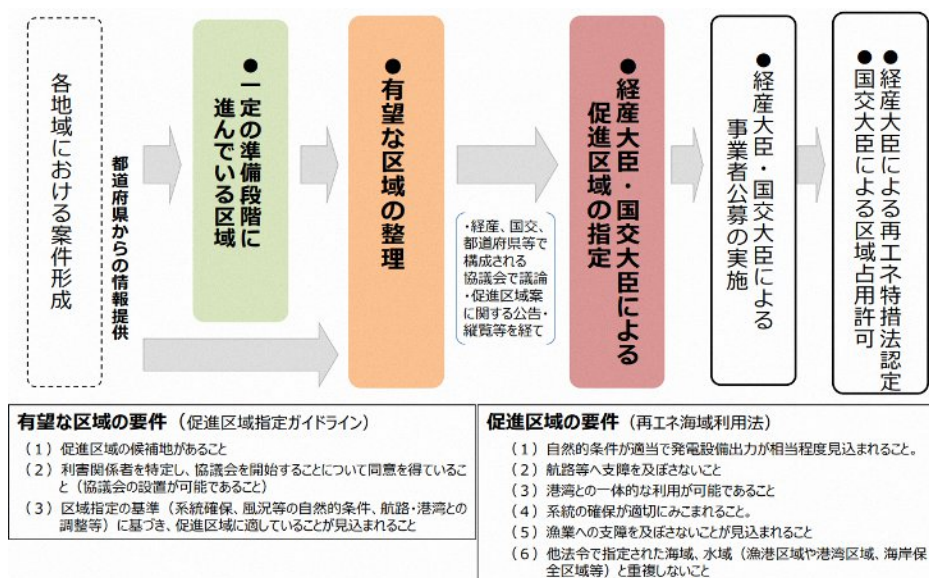 各地域における案件形成
都道府県からの情報提供
●一定の準備段階に
進んでいる区域
●有望な区域の整理
・経産、国交、
都道府県等で
構成される
協議会で議論
・促進区域案
に関する公告・
縦覧等を経て
●経産大臣・国交大臣による
促進区域の指定
●経産大臣・国交大臣による
事業者公募の実施
●経産大臣による再エネ特措法認定
●国交大臣による区域占用許可
有望な区域の要件（促進区域指定ガイドライン）
（1）促進区域の候補地があること
（2）利害関係者を特定し、協議会を開始することについて同意を得ているこ
と（協議会の設置が可能であること）
（3）区域指定の基準（系統確保、風況等の自然的条件、航路・港湾との
調整等）に基づき、促進区域に適していることが見込まれること
促進区域の要件（再エネ海域利用法）
（1）自然的条件が適当で発電設備出力が相当程度見込まれること。
（2）航路等へ支障を及ぼさないこと
（3）港湾との一体的な利用が可能であること
（4）系統の確保が適切にみこまれること。
（5）漁業への支障を及ぼさないことが見込まれること
（6）他法令で指定された海域、水域（漁港区域や港湾区域、海岸保
全区域等）と重複しないこと